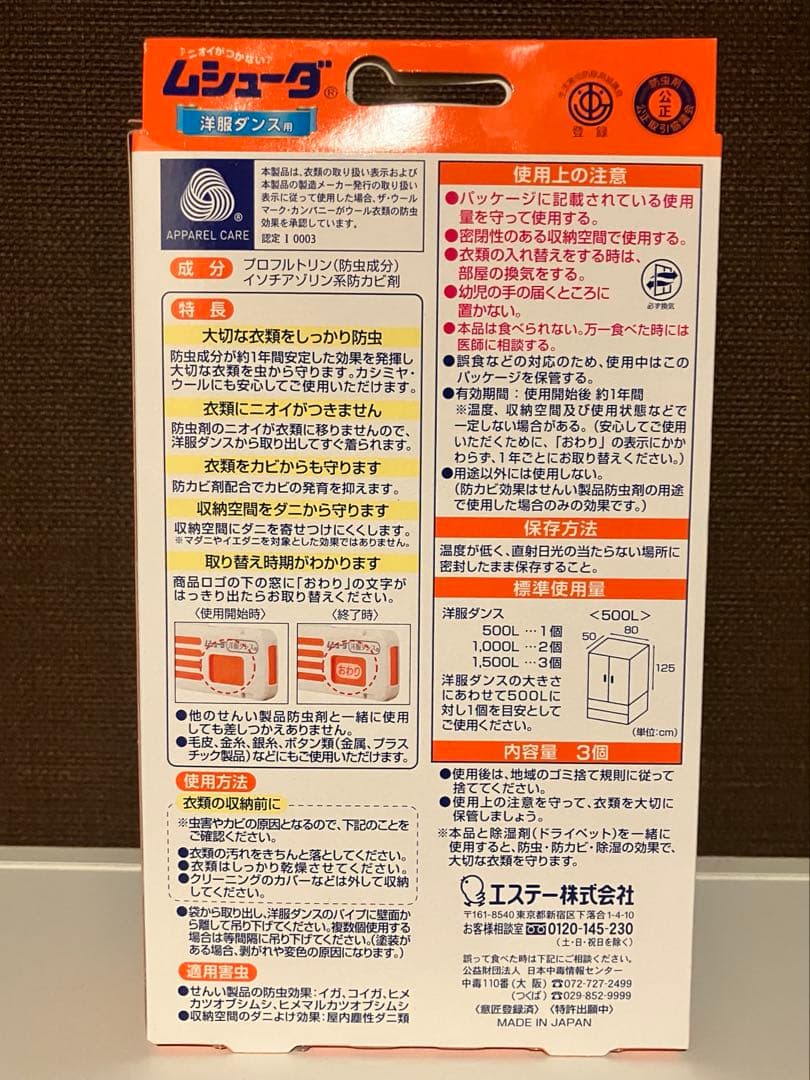 ニオイがつかない
ムシューダ®
洋服ダンス用
生活害虫防除剤協議会
登録
防虫剤
公正
公正取引協議会
APPAREL CARE
本製品は、衣類の取り扱い表示および
本製品の製造メーカー発行の取り扱い
表示に従って使用した場合、ザ・ウール
マーク・カンパニーがウール衣類の防虫
効果を承認しています。
認定 I 0003
成分 プロフルトリン(防虫成分)
イソチアゾリン系防カビ剤
特長
大切な衣類をしっかり防虫
防虫成分が約1年間安定した効果を発揮し
大切な衣類を虫から守ります。カシミヤ・
ウールにも安心してご使用いただけます。
衣類にニオイがつきません
防虫剤のニオイが衣類に移りませんので、
洋服ダンスから取り出してすぐ着られます。
衣類をカビからも守ります
防カビ剤配合でカビの発育を抑えます。
収納空間をダニから守ります
収納空間にダニを寄せつけにくくします。
※マダニやイエダニを対象とした効果ではありません。
取り替え時期がわかります
商品ロゴの下の窓に「おわり」の文字が
はっきり出たらお取り替えください。
〈使用開始時〉 〈終了時〉
ムシューダ 洋服ダンス用
ムシューダ 洋服ダンス用
おわり
●他のせんい製品防虫剤と一緒に使用
しても差しつかえありません。
●毛皮、金糸、銀糸、ボタン類(金属、プラス
チック製品)などにもご使用いただけます。
使用方法
衣類の収納前に
※虫害やカビの原因となるので、下記のことを
ご確認ください。
●衣類の汚れをきちんと落としてください。
●衣類はしっかり乾燥させてください。
●クリーニングのカバーなどは外して収納
してください。
●袋から取り出し、洋服ダンスのパイプに壁面か
ら離して吊り下げてください。複数個使用する
場合は等間隔に吊り下げてください。(塗装が
ある場合、剥がれや変色の原因になります。)
適用害虫
●せんい製品の防虫効果:イガ、コイガ、ヒメ
カツオブシムシ、ヒメマルカツオブシムシ
●収納空間のダニよけ効果:屋内塵性ダニ類
使用上の注意
●パッケージに記載されている使用
量を守って使用する。
●密閉性のある収納空間で使用する。
●衣類の入れ替えをする時は、
部屋の換気をする。
必ず換気
●幼児の手の届くところに
置かない。
●本品は食べられない。万一食べた時には
医師に相談する。
●誤食などの対応のため、使用中はこの
パッケージを保管する。
●有効期間:使用開始後 約1年間
※温度、収納空間及び使用状態などで
一定しない場合がある。(安心してご使用
いただくために、「おわり」の表示にかか
わらず、1年ごとにお取り替えください。)
●用途以外には使用しない。
(防カビ効果はせんい製品防虫剤の用途
で使用した場合のみの効果です。)
保存方法
温度が低く、直射日光の当たらない場所に
密封したまま保存すること。
標準使用量
洋服ダンス
500L…1個
1,000L…2個
1,500L…3個
洋服ダンスの大きさ
にあわせて500Lに
対し1個を目安として
ご使用ください。
<500L>
50
80
125
(単位:cm)
内容量 3個
●使用後は、地域のゴミ捨て規則に従って
捨ててください。
●使用上の注意を守って、衣類を大切に
保管しましょう。
※本品と除湿剤(ドライペット)を一緒に
使用すると、防虫・防カビ・除湿の効果で、
大切な衣類を守ります。
エステー株式会社
〒161-8540 東京都新宿区下落合1-4-10
お客様相談室 0120-145-230
(土・日・祝日を除く)
誤って食べた時は下記にご相談ください。
公益財団法人 日本中毒情報センター
中毒110番(大 阪)☎072-727-2499
(つくば)☎029-852-9999
〈意匠登録済〉〈特許出願中〉
MADE IN JAPAN